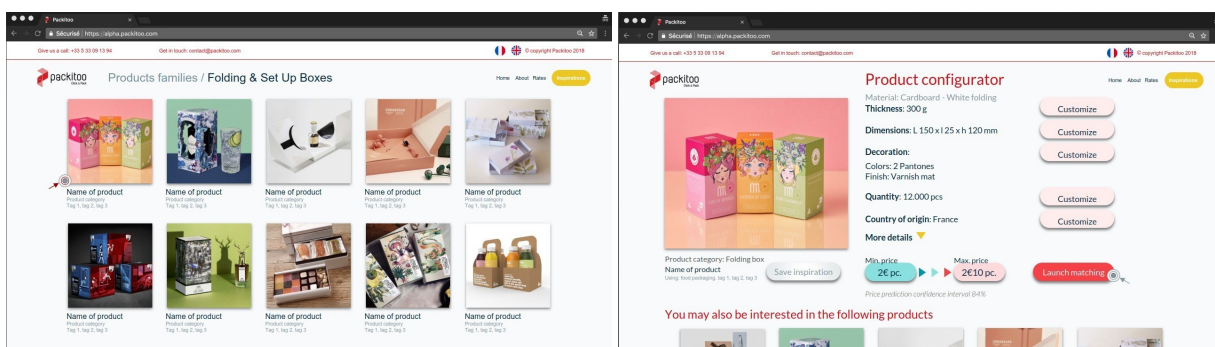 Packitoo
Sécurisé | https://alpha.packitoo.com
Give us a call: +33 5 33 09 13 94
Get in touch: contact@packitoo.com
© copyright Packitoo 2018
packitoo
Click & Pack
Products families / Folding & Set Up Boxes
Home About Rates Inspirations
Name of product Name of product Name of product Name of product Name of product
Product category Product category Product category Product category Product category
Tag 1, tag 2, tag 3 Tag 1, tag 2, tag 3 Tag 1, tag 2, tag 3 Tag 1, tag 2, tag 3 Tag 1, tag 2, tag 3
Name of product Name of product Name of product Name of product Name of product
Product category Product category Product category Product category Product category
Tag 1, tag 2, tag 3 Tag 1, tag 2, tag 3 Tag 1, tag 2, tag 3 Tag 1, tag 2, tag 3 Tag 1, tag 2, tag 3
Packitoo
Sécurisé | https://alpha.packitoo.com
Give us a call: +33 5 33 09 13 94
Get in touch: contact@packitoo.com
© copyright Packitoo 2018
packitoo
Click & Pack
Product configurator
Home About Rates Inspirations
Material: Cardboard - White folding
Thickness: 300 g
Customize
Dimensions: L 150 x l 25 x h 120 mm
Customize
Decoration:
Customize
Colors: 2 Pantones
Finish: Varnish mat
Quantity: 12.000 pcs
Customize
Country of origin: France
Customize
More details
Product category: Folding box
Name of product
Using: food packaging, tag 1, tag 2, tag 3
Save inspiration
Min. price
Max. price
2€ pc.
2€10 pc.
Launch matching
Price prediction confidence interval 84%
You may also be interested in the following products